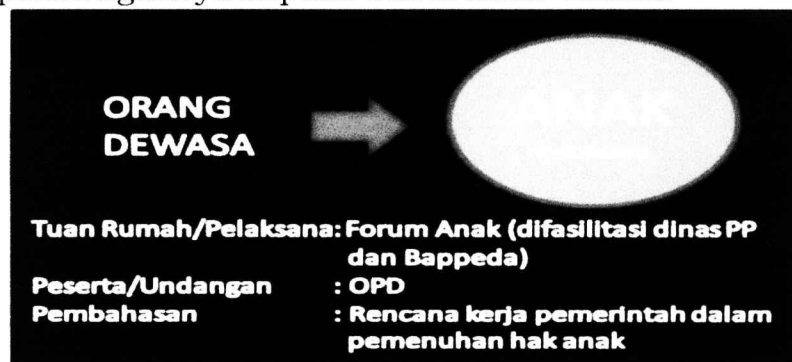 ORANG
DEWASA
ANAK
Tuan Rumah/Pelaksana: Forum Anak (difasilitasi dinas PP
dan Bappeda)
Peserta/Undangan : OPD
Pembahasan : Rencana kerja pemerintah dalam
pemenuhan hak anak